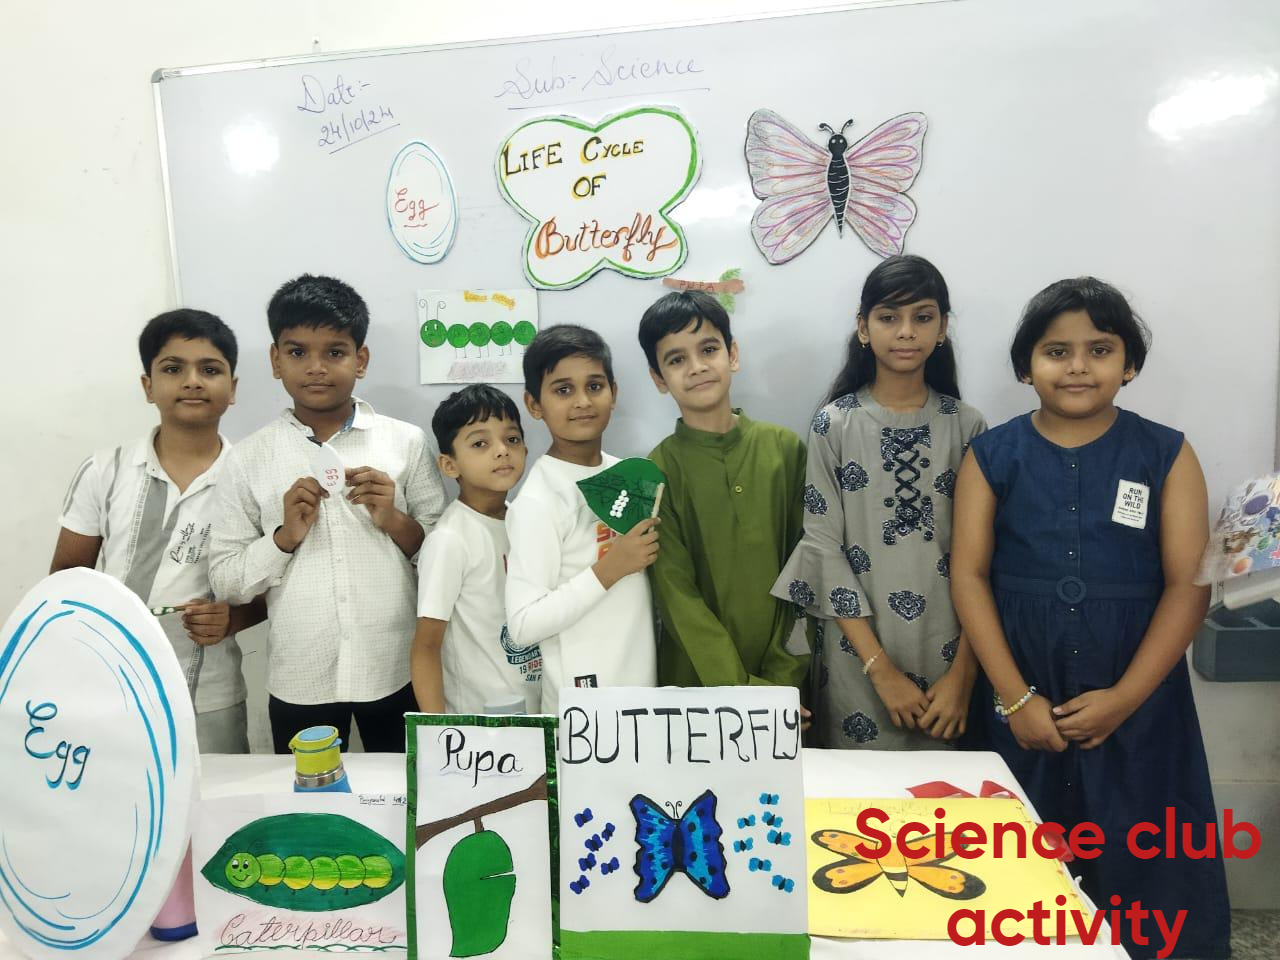 Date:-
24/10/24
Sub:- Science
LIFE CYCLE
OF
Butterfly
Egg
PUPA
Egg
RUN
ON THE
WILD
LEGENDARY
Egg
Pupa
BUTTERFLY
Caterpillar
Science club
activity